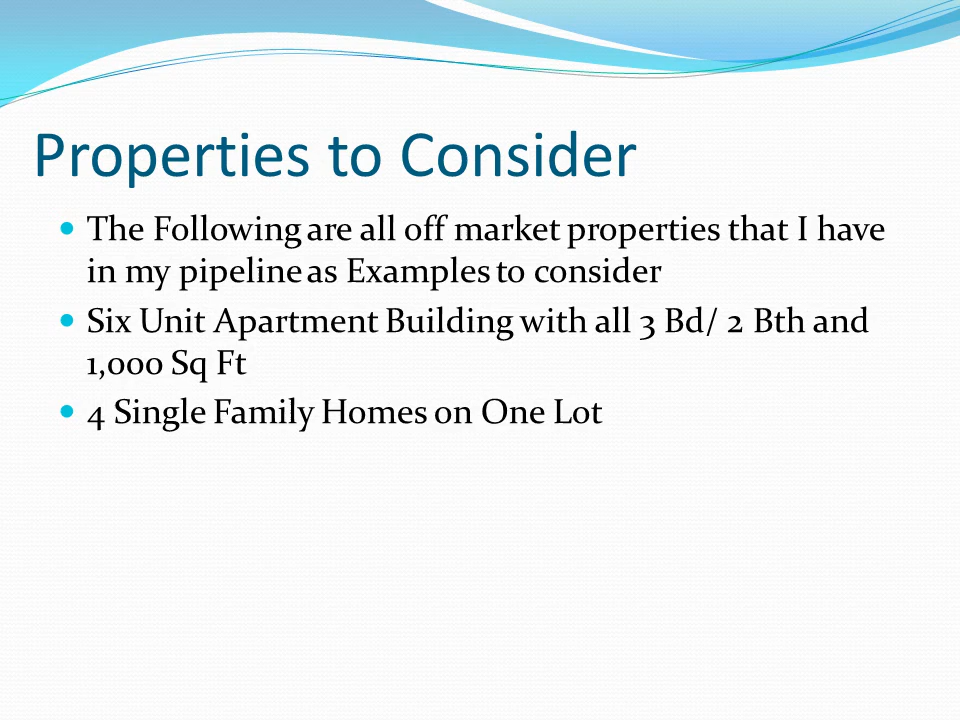 Properties to Consider
The Following are all off market properties that I have
in my pipeline as Examples to consider
Six Unit Apartment Building with all 3 Bd/ 2 Bth and
1,000 Sq Ft
4 Single Family Homes on One Lot